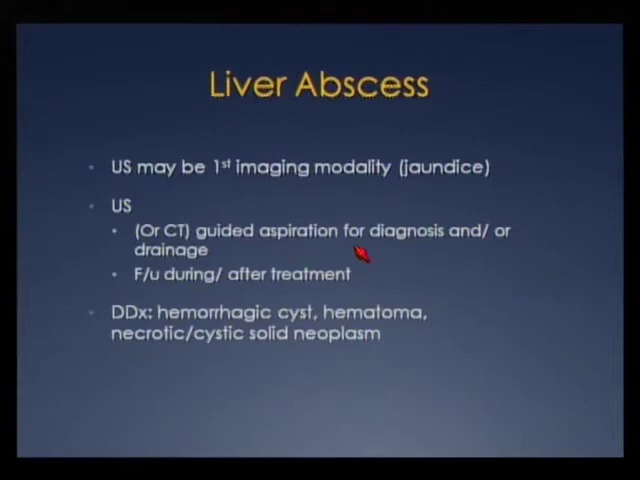 Liver Abscess
US may be 1st imaging modality (jaundice)
US
(Or CT) guided aspiration for diagnosis and/ or
drainage
F/u during/ after treatment
DDx: hemorrhagic cyst, hematoma,
necrotic/cystic solid neoplasm